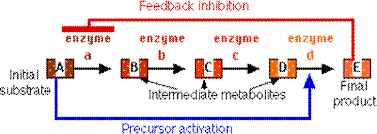 Feedback inhibition
enzyme enzyme enzyme enzyme
a b c d
A B C D E
Initial substrate
Intermediate metabolites
Final product
Precursor activation